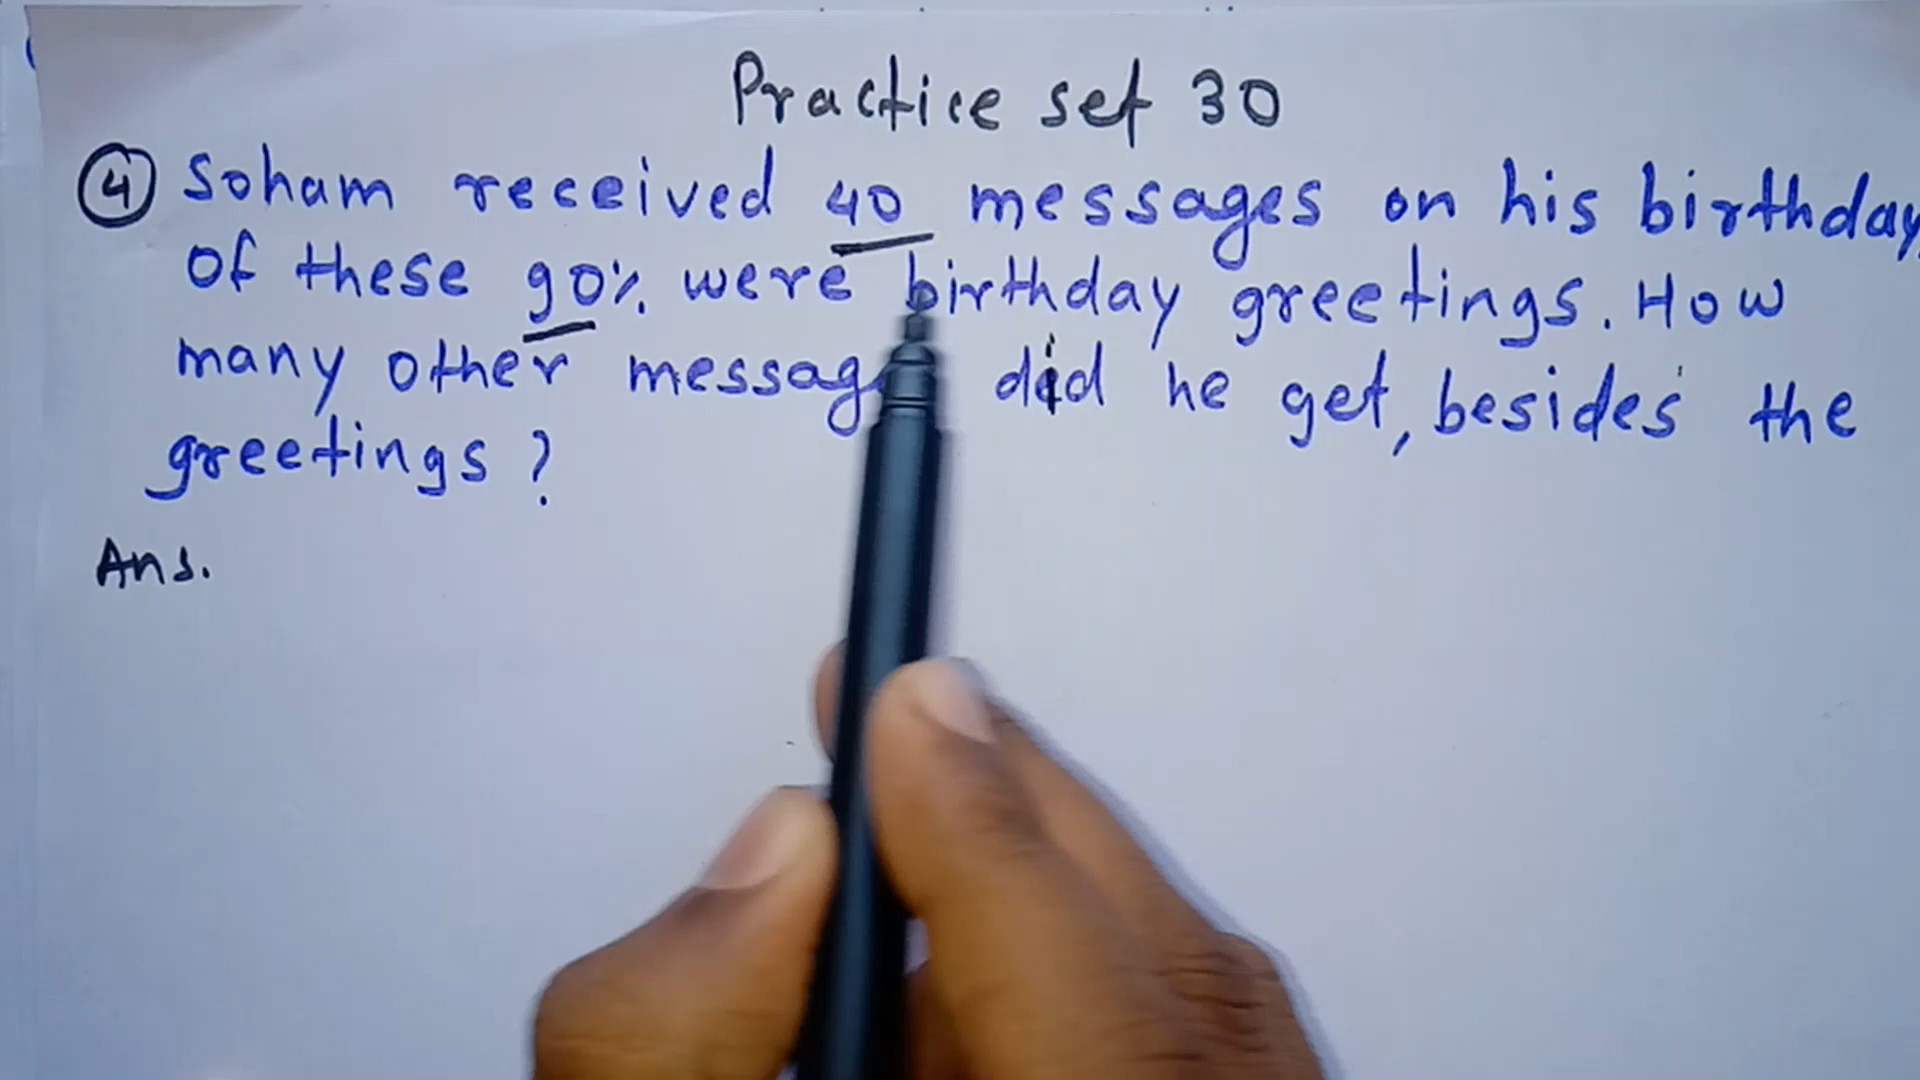 Practice set 30
④ Soham received 40 messages on his birthday,
of these 90% were birthday greetings. How
many other did he get, besides the
greetings?
Ans.